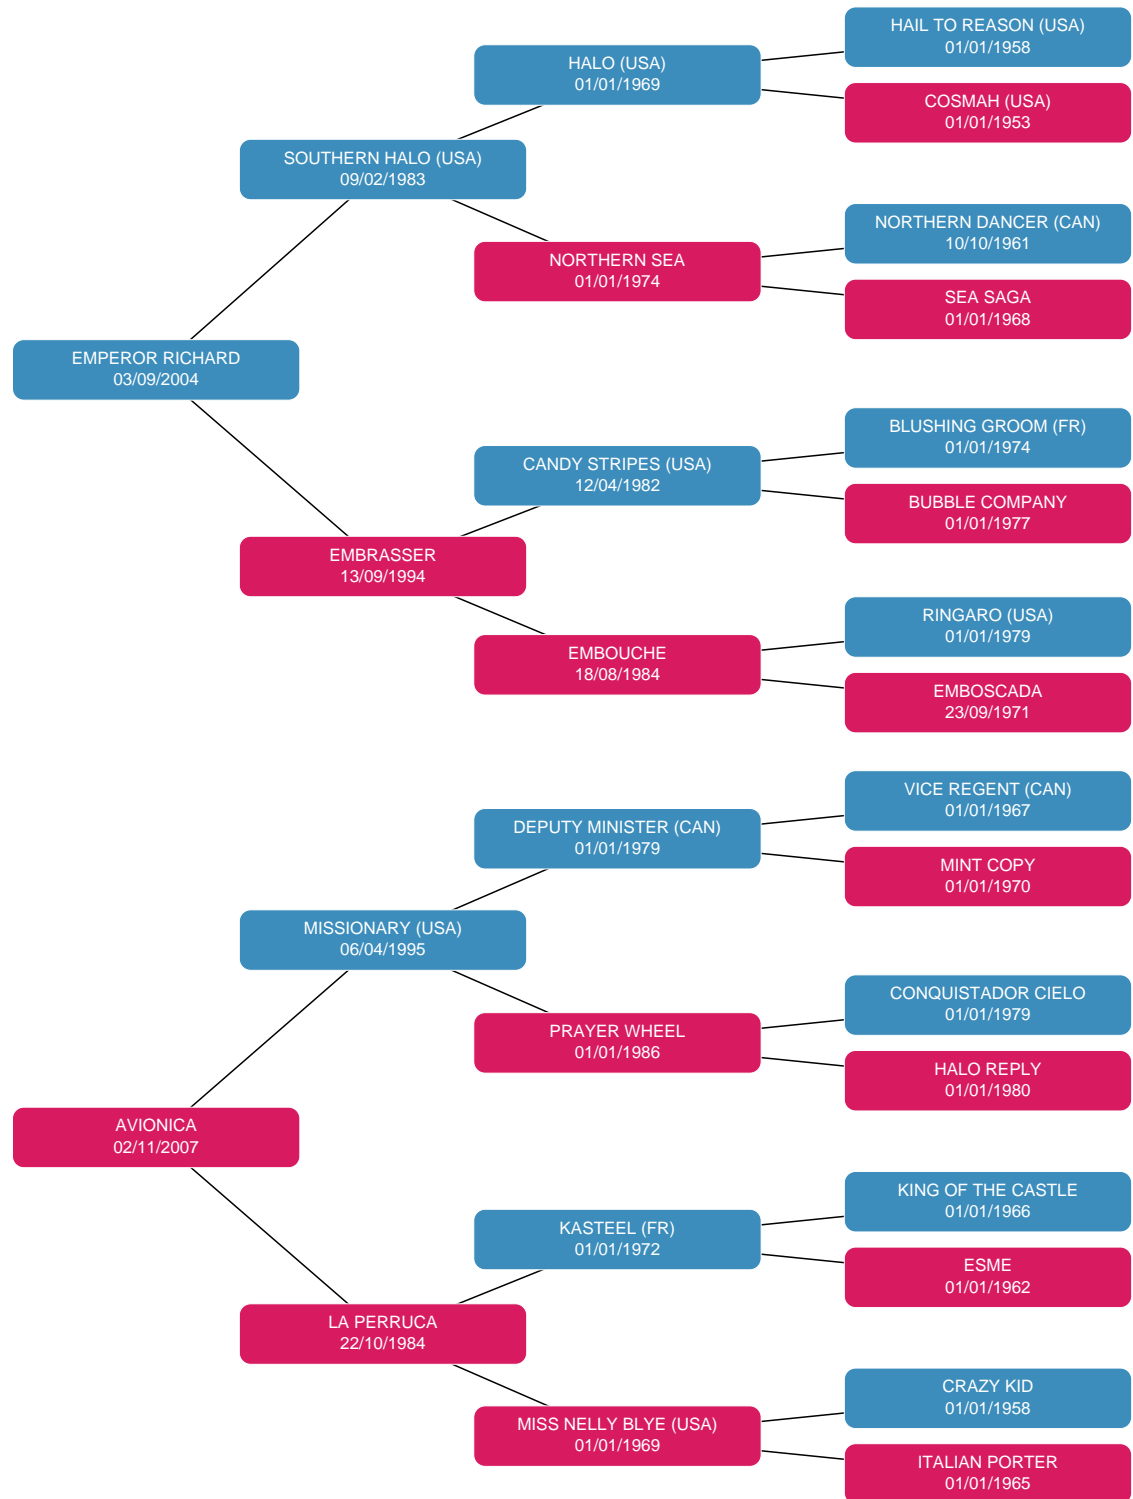 HAIL TO REASON (USA)
01/01/1958
HALO (USA)
01/01/1969
COSMAH (USA)
01/01/1953
SOUTHERN HALO (USA)
09/02/1983
NORTHERN DANCER (CAN)
10/10/1961
NORTHERN SEA
01/01/1974
SEA SAGA
01/01/1968
EMPEROR RICHARD
03/09/2004
BLUSHING GROOM (FR)
01/01/1974
CANDY STRIPES (USA)
12/04/1982
BUBBLE COMPANY
01/01/1977
EMBRASSER
13/09/1994
RINGARO (USA)
01/01/1979
EMBOUCHE
18/08/1984
EMBOSCADA
23/09/1971
VICE REGENT (CAN)
01/01/1967
DEPUTY MINISTER (CAN)
01/01/1979
MINT COPY
01/01/1970
MISSIONARY (USA)
06/04/1995
CONQUISTADOR CIELO
01/01/1979
PRAYER WHEEL
01/01/1986
HALO REPLY
01/01/1980
AVIONICA
02/11/2007
KING OF THE CASTLE
01/01/1966
KASTEEL (FR)
01/01/1972
ESME
01/01/1962
LA PERRUCA
22/10/1984
CRAZY KID
01/01/1958
MISS NELLY BLYE (USA)
01/01/1969
ITALIAN PORTER
01/01/1965